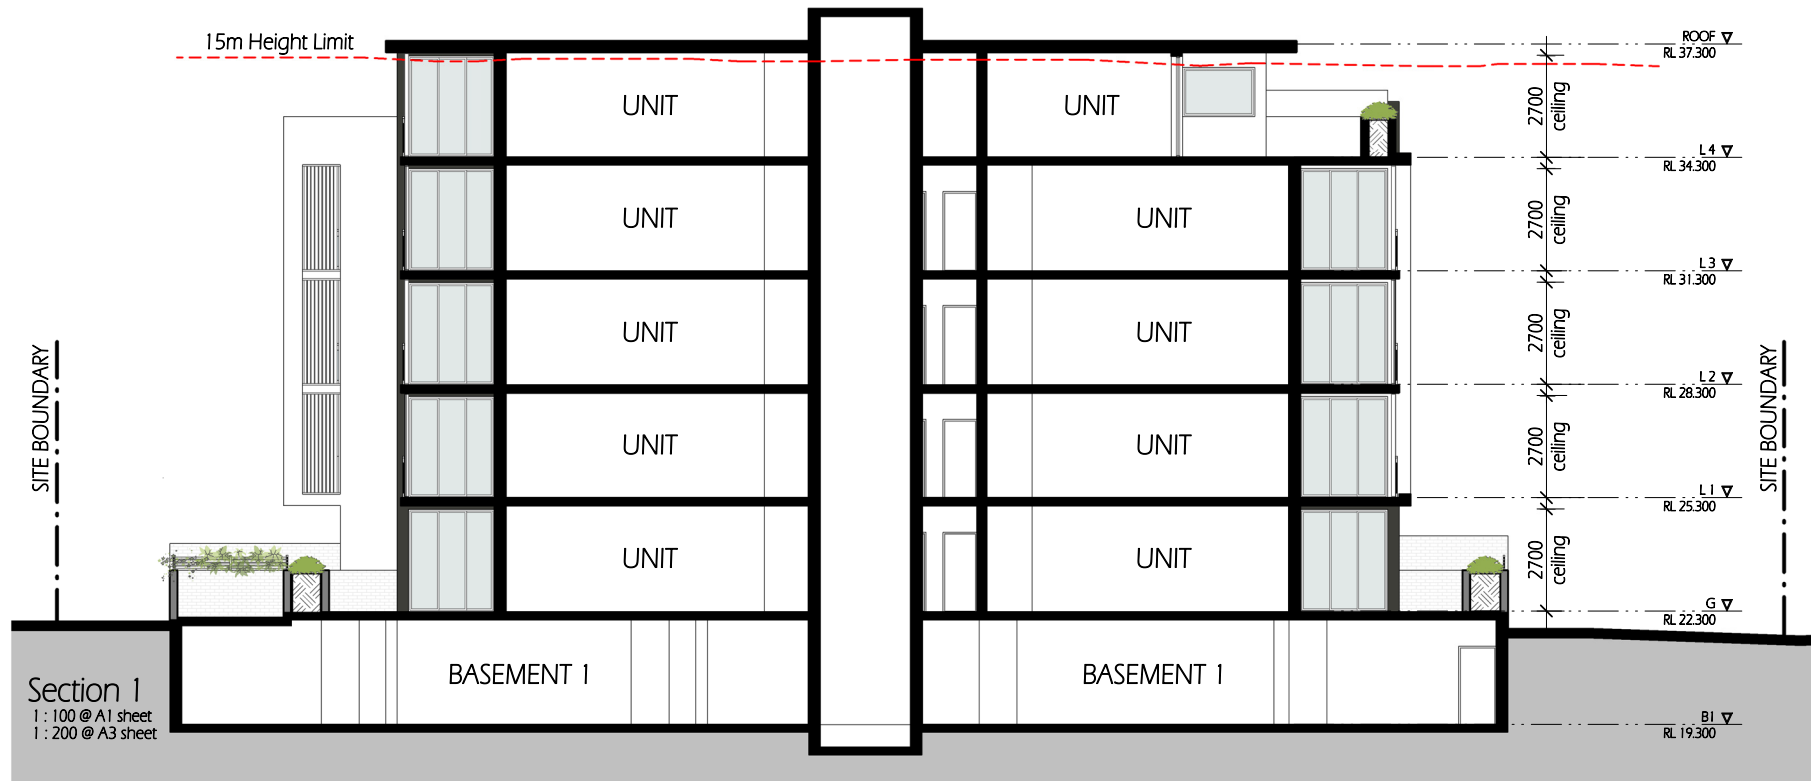 15m Height Limit
ROOF
RL 37.300
UNIT
UNIT
2700
ceiling
L4
RL 34.300
UNIT
UNIT
2700
ceiling
L3
RL 31.300
UNIT
UNIT
2700
ceiling
L2
RL 28.300
SITE BOUNDARY
SITE BOUNDARY
UNIT
UNIT
2700
ceiling
L1
RL 25.300
UNIT
UNIT
2700
ceiling
G
RL 22.300
BASEMENT 1
BASEMENT 1
Section 1
1 : 100 @ A1 sheet
1 : 200 @ A3 sheet
B1
RL 19.300